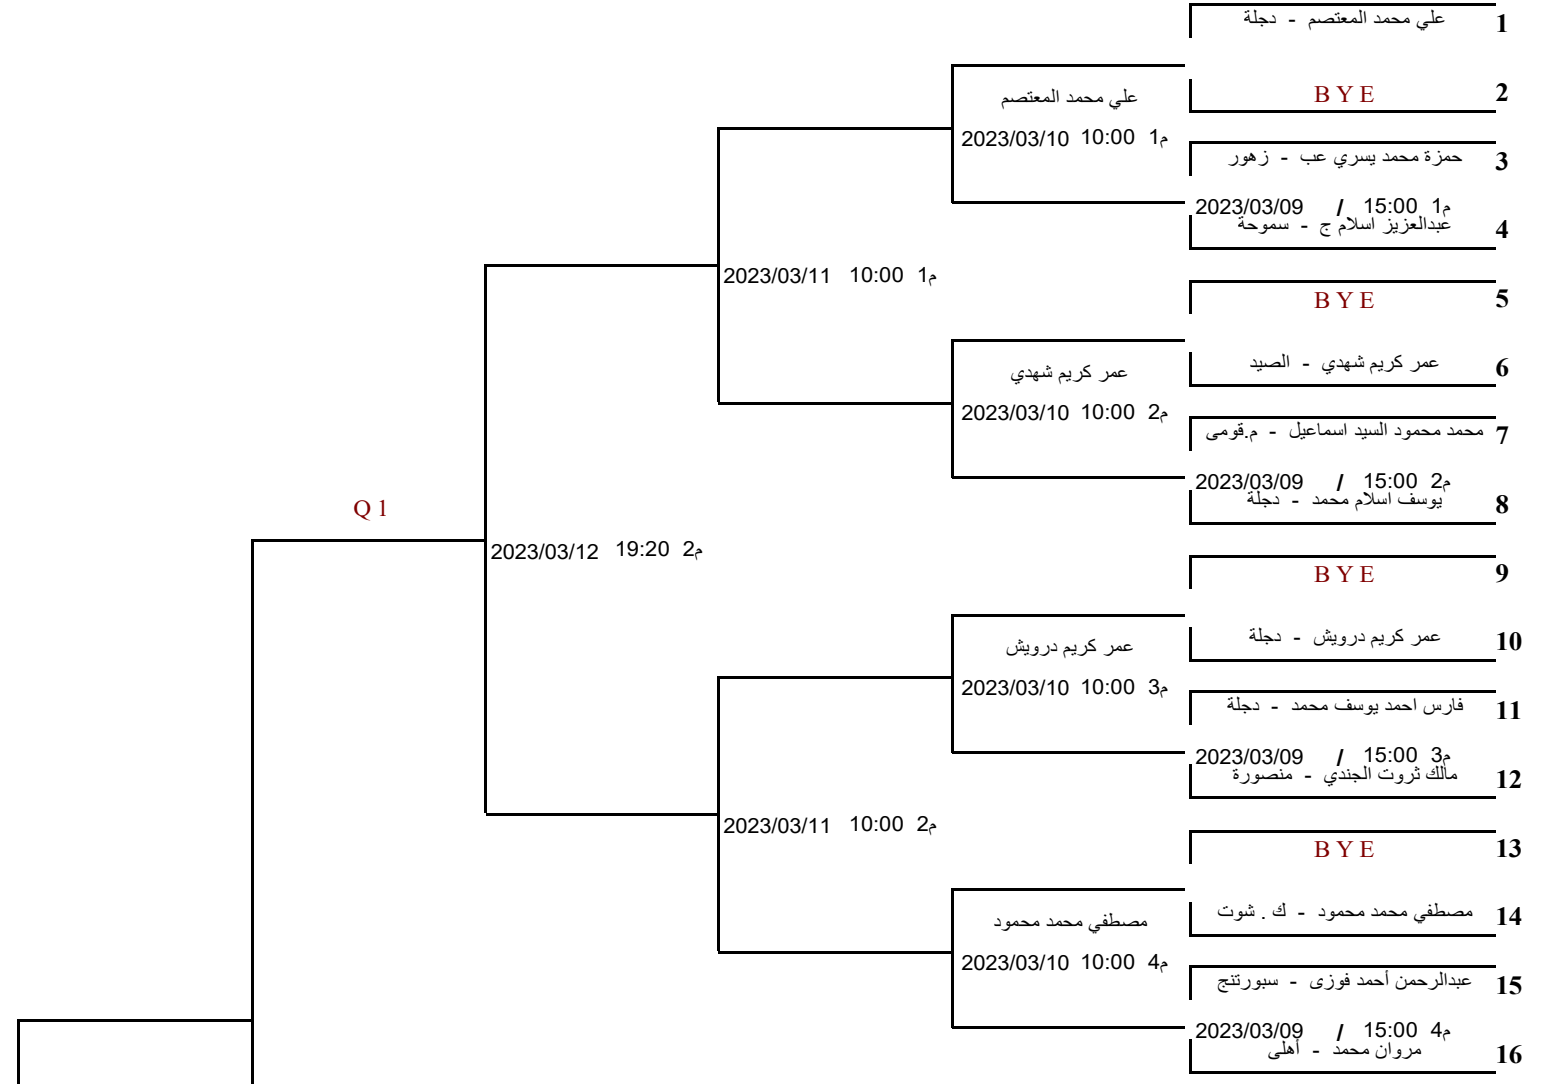 علي محمد المعتصم - دجلة 1
B Y E 2
علي محمد المعتصم
2023/03/10 10:00 م1
حمزة محمد يسري عب - زهور 3
2023/03/09 / 15:00 م1
عبدالعزيز اسلام ج - سموحة 4
2023/03/11 10:00 م1
B Y E 5
عمر كريم شهدي - الصيد 6
عمر كريم شهدي
2023/03/10 10:00 م2
محمد محمود السيد اسماعيل - م.قومى 7
2023/03/09 / 15:00 م2
يوسف اسلام محمد - دجلة 8
Q 1
2023/03/12 19:20 م2
B Y E 9
عمر كريم درويش - دجلة 10
عمر كريم درويش
2023/03/10 10:00 م3
فارس احمد يوسف محمد - دجلة 11
2023/03/09 / 15:00 م3
مالك ثروت الجندي - منصورة 12
2023/03/11 10:00 م2
B Y E 13
مصطفي محمد محمود - ك . شوت 14
مصطفي محمد محمود
2023/03/10 10:00 م4
عبدالرحمن أحمد فوزى - سبورتنج 15
2023/03/09 / 15:00 م4
مروان محمد - أهلى 16